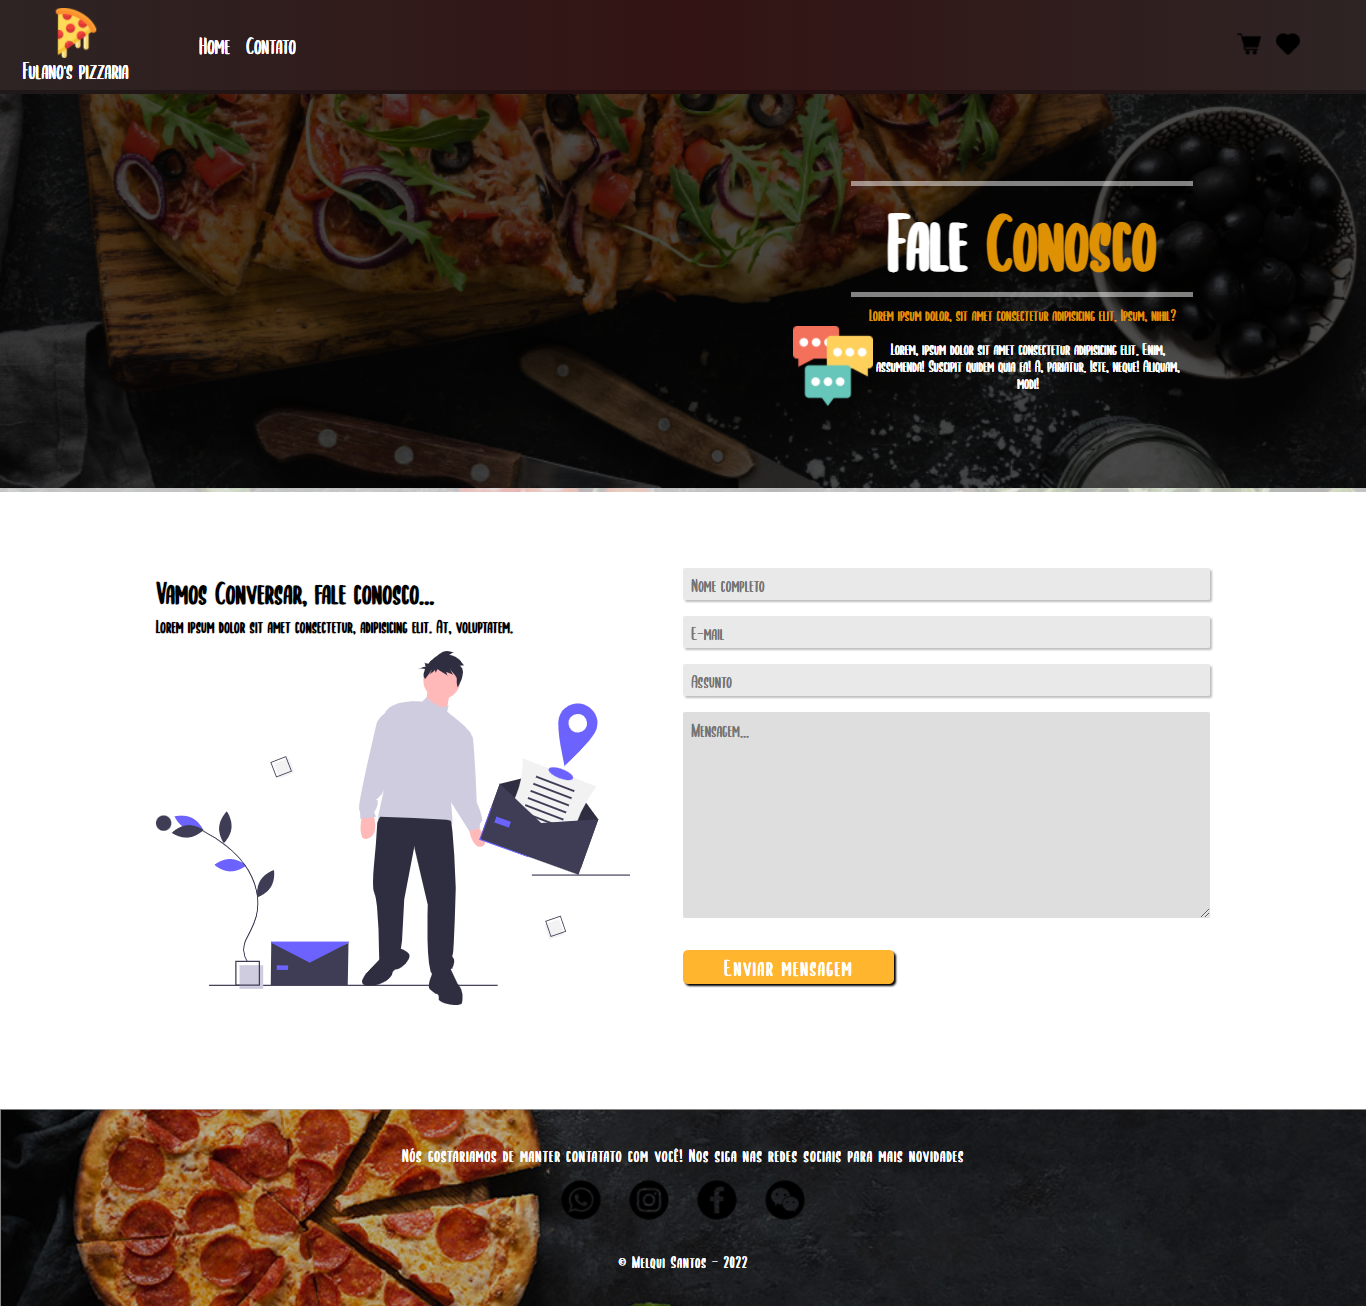 Fulano's pizzaria
Home Contato
Fale Conosco
Lorem ipsum dolor, sit amet consectetur adipisicing elit. Ipsum, nihil?
Lorem, ipsum dolor sit amet consectetur adipisicing elit. Enim,
assumenda! Suscipit quidem quia ea! A, pariatur. Iste, neque! Aliquam,
modi!
Vamos Conversar, fale conosco...
Lorem ipsum dolor sit amet consectetur, adipisicing elit. At, voluptatem.
Nome completo
E-mail
Assunto
Mensagem...
Enviar mensagem
Nós gostariamos de manter contatato com você! Nos siga nas redes sociais para mais novidades
© Melqui Santos - 2022